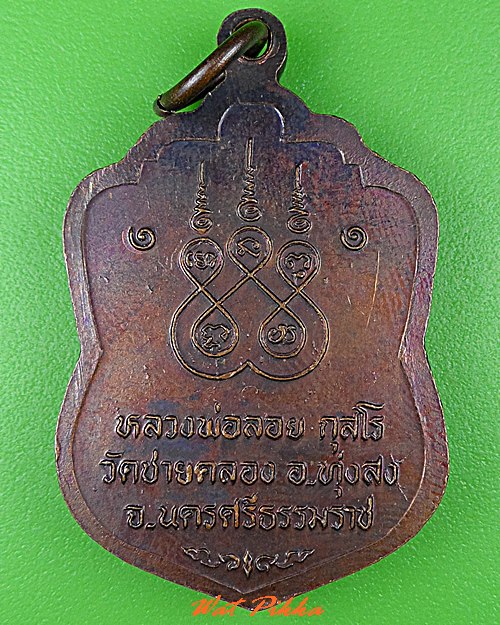 ๑ ๑
หลวงพ่อลอย กุสโร
วัดชายคลอง อ.ทุ่งสง
จ.นครศรีธรรมราช
Wat Pikka